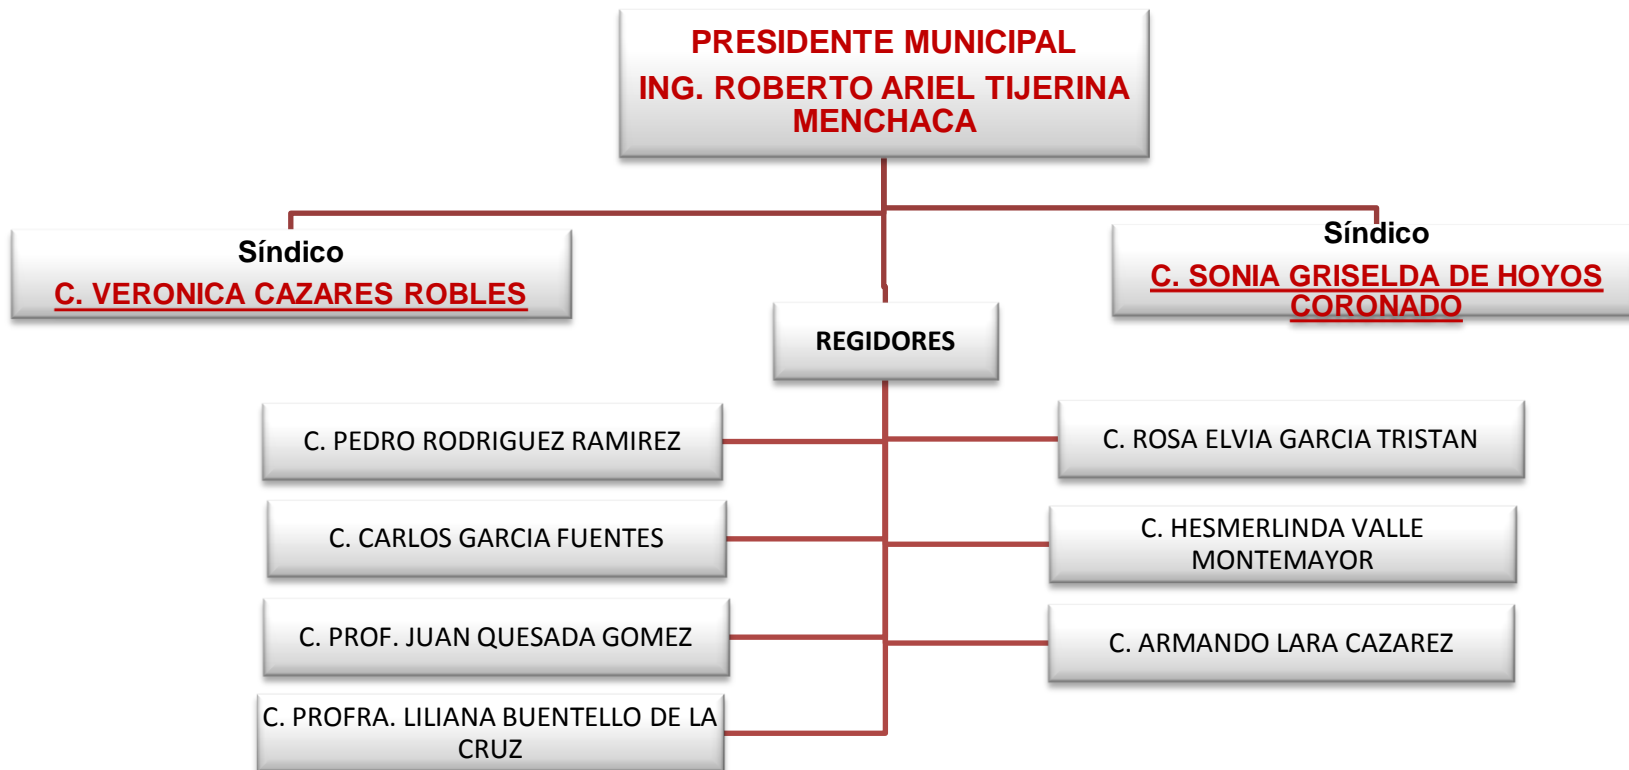 PRESIDENTE MUNICIPAL
ING. ROBERTO ARIEL TIJERINA
MENCHACA
Síndico
C. VERONICA CAZARES ROBLES
Síndico
C. SONIA GRISELDA DE HOYOS
CORONADO
REGIDORES
C. PEDRO RODRIGUEZ RAMIREZ
C. ROSA ELVIA GARCIA TRISTAN
C. CARLOS GARCIA FUENTES
C. HESMERLINDA VALLE
MONTEMAYOR
C. PROF. JUAN QUESADA GOMEZ
C. ARMANDO LARA CAZAREZ
C. PROFRA. LILIANA BUENTELLO DE LA
CRUZ